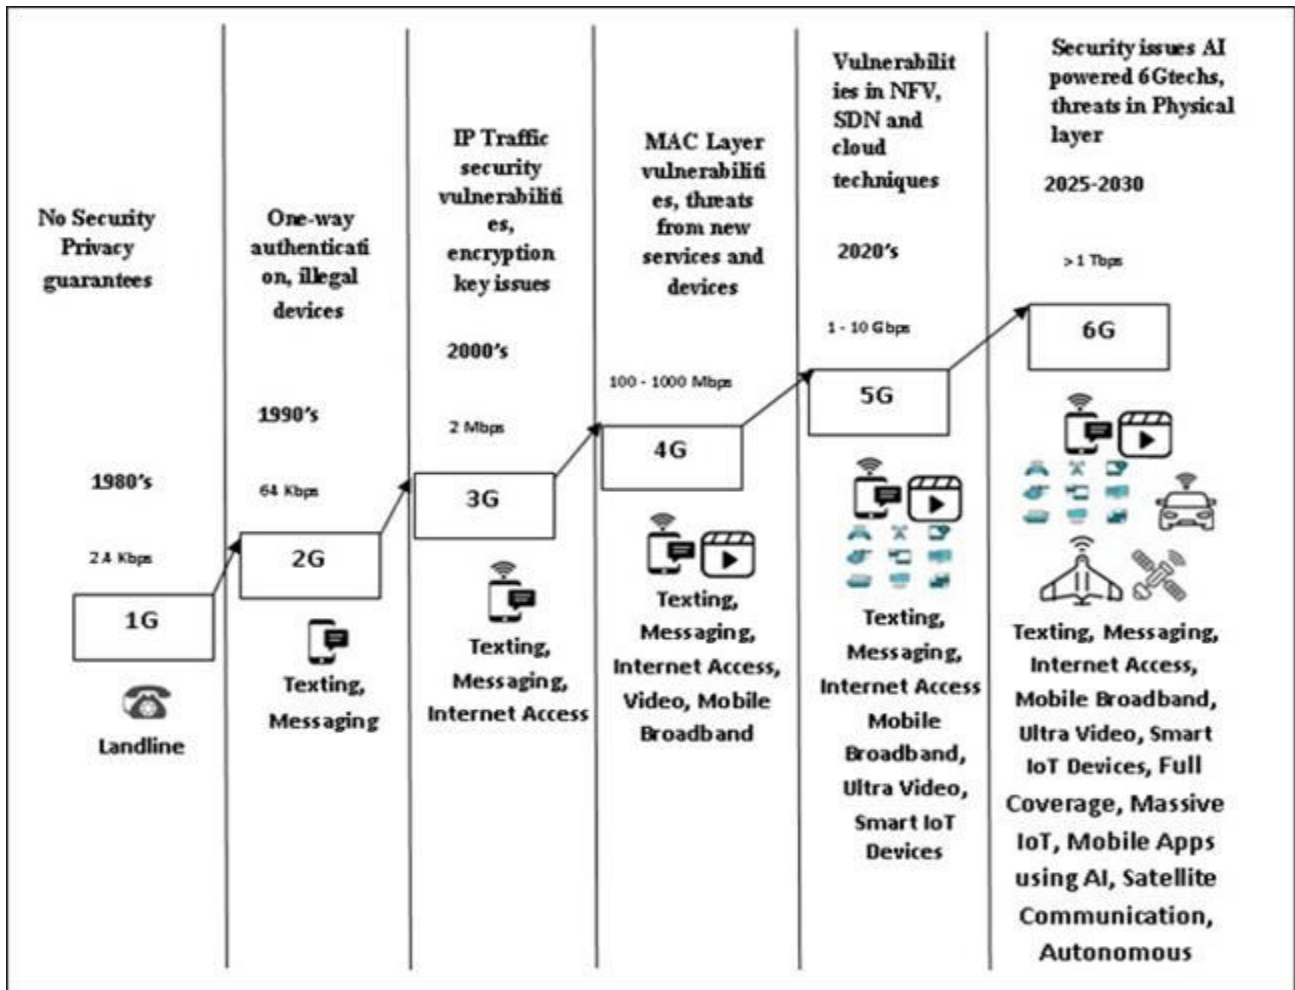 No Security
Privacy
guarantees
1980's
2.4 Kbps
1G
Landline
One-way
authenticati
on, illegal
devices
1990's
64 Kbps
2G
Texting,
Messaging
IP Traffic
security
vulnerabiliti
es,
encryption
key issues
2000's
2 Mbps
3G
Texting,
Messaging,
Internet Access
MAC Layer
vulnerabiliti
es, threats
from new
services and
devices
100 - 1000 Mbps
4G
Texting,
Messaging,
Internet Access,
Video, Mobile
Broadband
Vulnerabilit
ies in NFV,
SDN and
cloud
techniques
2020's
1 - 10 Gbps
5G
Texting,
Messaging,
Internet Access
Mobile
Broadband,
Ultra Video,
Smart IoT
Devices
Security issues AI
powered 6Gtechs,
threats in Physical
layer
2025-2030
>1 Tbps
6G
Texting, Messaging,
Internet Access,
Mobile Broadband,
Ultra Video, Smart
IoT Devices, Full
Coverage, Massive
IoT, Mobile Apps
using AI, Satellite
Communication,
Autonomous